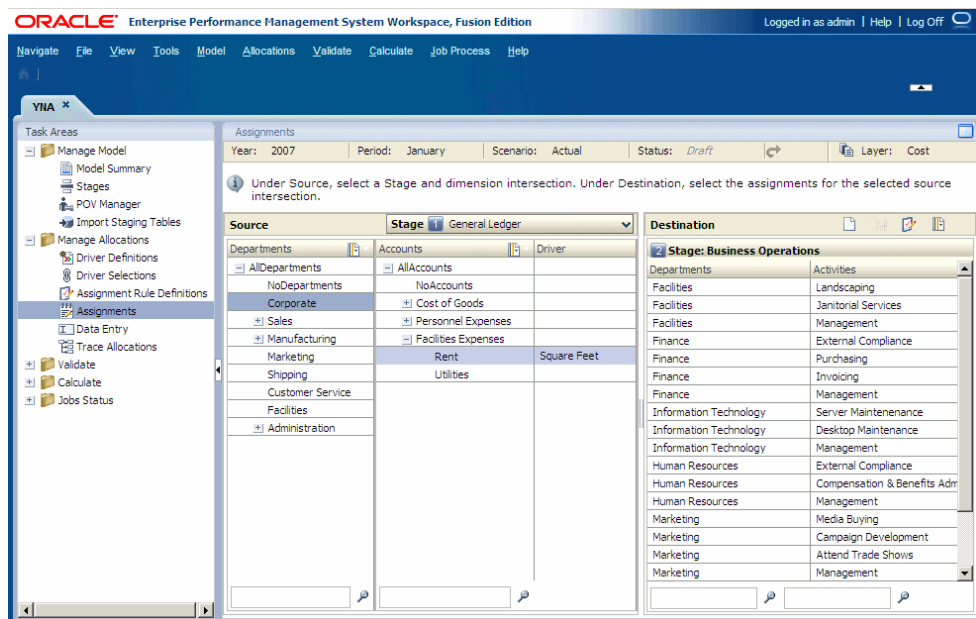 ORACLE Enterprise Performance Management System Workspace, Fusion Edition
Logged in as admin | Help | Log Off
Navigate File View Tools Model Allocations Validate Calculate Job Process Help
YNA ×
Task Areas
Manage Model
Model Summary
Stages
POV Manager
Import Staging Tables
Manage Allocations
Driver Definitions
Driver Selections
Assignment Rule Definitions
Assignments
Data Entry
Trace Allocations
Validate
Calculate
Jobs Status
Assignments
Year: 2007 Period: January Scenario: Actual Status: Draft Layer: Cost
Under Source, select a Stage and dimension intersection. Under Destination, select the assignments for the selected source
intersection.
Source Stage 1 General Ledger
Departments Accounts Driver
AllDepartments AllAccounts
NoDepartments NoAccounts
Corporate Cost of Goods
Sales Personnel Expenses
Manufacturing Facilities Expenses
Marketing Rent Square Feet
Shipping Utilities
Customer Service
Facilities
Administration
Destination
2 Stage: Business Operations
Departments Activities
Facilities Landscaping
Facilities Janitorial Services
Facilities Management
Finance External Compliance
Finance Purchasing
Finance Invoicing
Finance Management
Information Technology Server Maintenenance
Information Technology Desktop Maintenance
Information Technology Management
Human Resources External Compliance
Human Resources Compensation & Benefits Adm
Human Resources Management
Marketing Media Buying
Marketing Campaign Development
Marketing Attend Trade Shows
Marketing Management